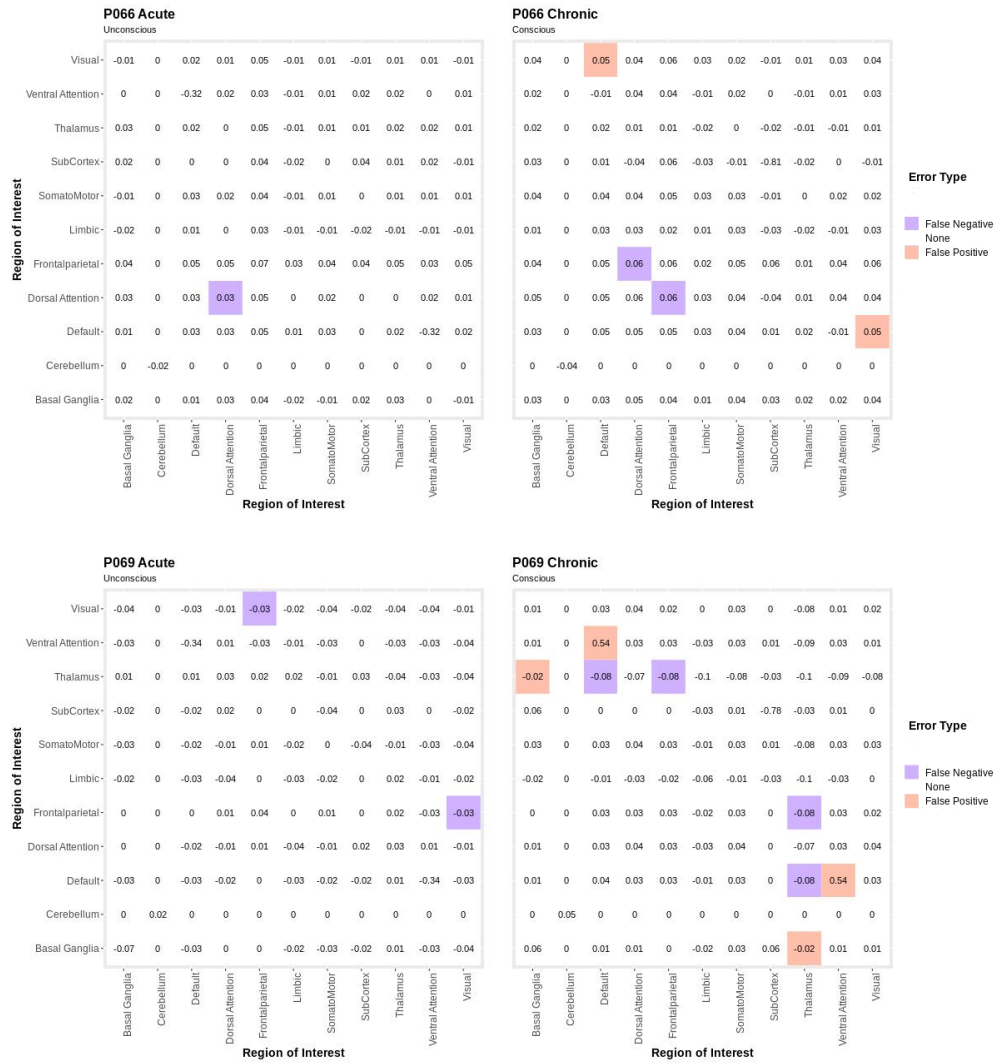 P066 Acute
Unconscious
Region of Interest
Visual -0.01 0 0.02 0.01 0.05 -0.01 0.01 -0.01 0.01 0.01 -0.01
Ventral Attention 0 0 -0.32 0.02 0.03 -0.01 0.01 0.02 0.02 0 0.01
Thalamus 0.03 0 0.02 0 0.05 -0.01 0.01 0.01 0.02 0.02 0.01
SubCortex 0.02 0 0 0 0.04 -0.02 0 0.04 0.01 0.02 -0.01
SomatoMotor -0.01 0 0.03 0.02 0.04 -0.01 0.01 0 0.01 0.01 0.01
Limbic -0.02 0 0.01 0 0.03 -0.01 -0.01 -0.02 -0.01 -0.01 -0.01
Frontalparietal 0.04 0 0.05 0.05 0.07 0.03 0.04 0.04 0.05 0.03 0.05
Dorsal Attention 0.03 0 0.03 0.03 0.05 0 0.02 0 0 0.02 0.01
Default 0.01 0 0.03 0.03 0.05 0.01 0.03 0 0.02 -0.32 0.02
Cerebellum 0 -0.02 0 0 0 0 0 0 0 0 0
Basal Ganglia 0.02 0 0.01 0.03 0.04 -0.02 -0.01 0.02 0.03 0 -0.01
Basal Ganglia Cerebellum Default Dorsal Attention Frontalparietal Limbic SomatoMotor SubCortex Thalamus Ventral Attention Visual
Region of Interest
P066 Chronic
Conscious
0.04 0 0.05 0.04 0.06 0.03 0.02 -0.01 0.01 0.03 0.04
0.02 0 -0.01 0.04 0.04 -0.01 0.02 0 -0.01 0.01 0.03
0.02 0 0.02 0.01 0.01 -0.02 0 -0.02 -0.01 -0.01 0.01
0.03 0 0.01 -0.04 0.06 -0.03 -0.01 -0.81 -0.02 0 -0.01
0.04 0 0.04 0.04 0.05 0.03 0.03 -0.01 0 0.02 0.02
0.01 0 0.03 0.03 0.02 0.01 0.03 -0.03 -0.02 -0.01 0.03
0.04 0 0.05 0.06 0.06 0.02 0.05 0.06 0.01 0.04 0.06
0.05 0 0.05 0.06 0.06 0.03 0.04 -0.04 0.01 0.04 0.04
0.03 0 0.05 0.05 0.05 0.03 0.04 0.01 0.02 -0.01 0.05
0 -0.04 0 0 0 0 0 0 0 0 0
0.03 0 0.03 0.05 0.04 0.01 0.04 0.03 0.02 0.02 0.04
Basal Ganglia Cerebellum Default Dorsal Attention Frontalparietal Limbic SomatoMotor SubCortex Thalamus Ventral Attention Visual
Region of Interest
Error Type
False Negative
None
False Positive
P069 Acute
Unconscious
Region of Interest
Visual -0.04 0 -0.03 -0.01 -0.03 -0.02 -0.04 -0.02 -0.04 -0.04 -0.01
Ventral Attention -0.03 0 -0.34 0.01 -0.03 -0.01 -0.03 0 -0.03 -0.03 -0.04
Thalamus 0.01 0 0.01 0.03 0.02 0.02 -0.01 0.03 -0.04 -0.03 -0.04
SubCortex -0.02 0 -0.02 0.02 0 0 -0.04 0 0.03 0 -0.02
SomatoMotor -0.03 0 -0.02 -0.01 0.01 -0.02 0 -0.04 -0.01 -0.03 -0.04
Limbic -0.02 0 -0.03 -0.04 0 -0.03 -0.02 0 0.02 -0.01 -0.02
Frontalparietal 0 0 0 0.01 0.04 0 0.01 0 0.02 -0.03 -0.03
Dorsal Attention 0 0 -0.02 -0.01 0.01 -0.04 -0.01 0.02 0.03 0.01 -0.01
Default -0.03 0 -0.03 -0.02 0 -0.03 -0.02 -0.02 0.01 -0.34 -0.03
Cerebellum 0 0.02 0 0 0 0 0 0 0 0 0
Basal Ganglia -0.07 0 -0.03 0 0 -0.02 -0.03 -0.02 0.01 -0.03 -0.04
Basal Ganglia Cerebellum Default Dorsal Attention Frontalparietal Limbic SomatoMotor SubCortex Thalamus Ventral Attention Visual
Region of Interest
P069 Chronic
Conscious
0.01 0 0.03 0.04 0.02 0 0.03 0 -0.08 0.01 0.02
0.01 0 0.54 0.03 0.03 -0.03 0.03 0.01 -0.09 0.03 0.01
-0.02 0 -0.08 -0.07 -0.08 -0.1 -0.08 -0.03 -0.1 -0.09 -0.08
0.06 0 0 0 0 -0.03 0.01 -0.78 -0.03 0.01 0
0.03 0 0.03 0.04 0.03 -0.01 0.03 0.01 -0.08 0.03 0.03
-0.02 0 -0.01 -0.03 -0.02 -0.06 -0.01 -0.03 -0.1 -0.03 0
0 0 0.03 0.03 0.03 -0.02 0.03 0 -0.08 0.03 0.02
0.01 0 0.03 0.04 0.03 -0.03 0.04 0 -0.07 0.03 0.04
0.01 0 0.04 0.03 0.03 -0.01 0.03 0 -0.08 0.54 0.03
0 0.05 0 0 0 0 0 0 0 0 0
0.06 0 0.01 0.01 0 -0.02 0.03 0.06 -0.02 0.01 0.01
Basal Ganglia Cerebellum Default Dorsal Attention Frontalparietal Limbic SomatoMotor SubCortex Thalamus Ventral Attention Visual
Region of Interest
Error Type
False Negative
None
False Positive